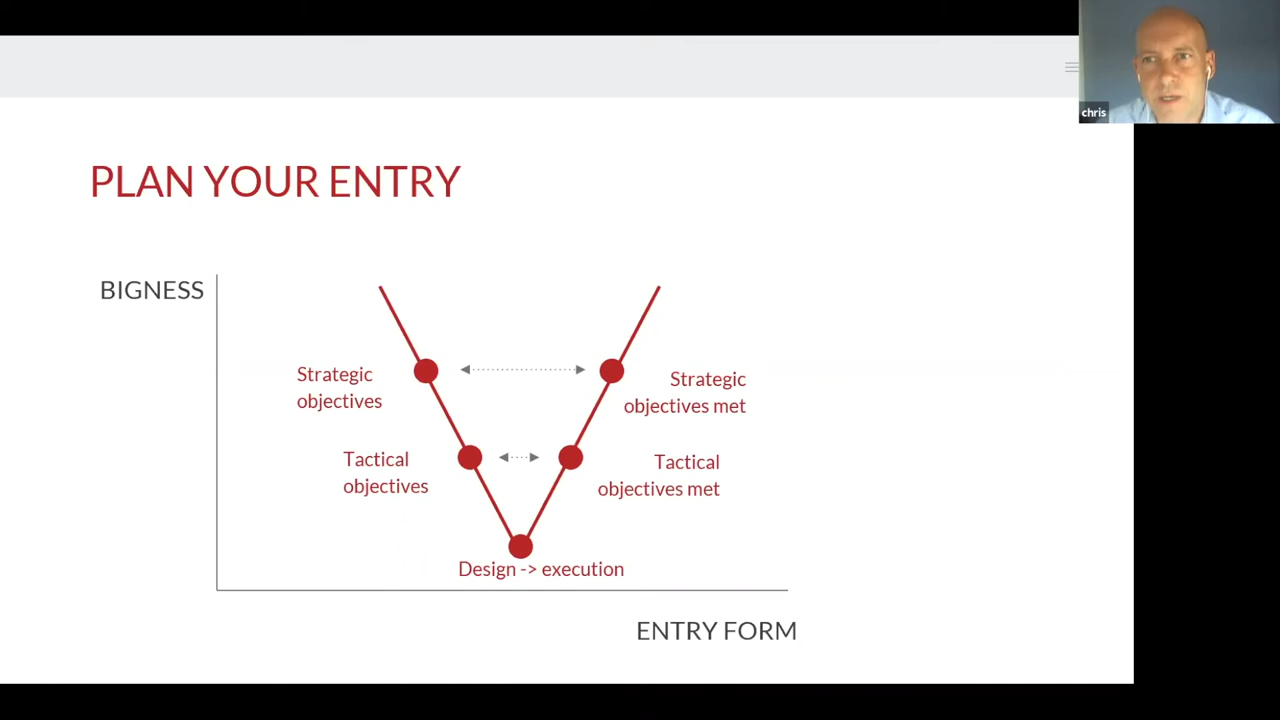 chris
PLAN YOUR ENTRY
BIGNESS
Strategic
objectives
Strategic
objectives met
Tactical
objectives
Tactical
objectives met
Design -> execution
ENTRY FORM